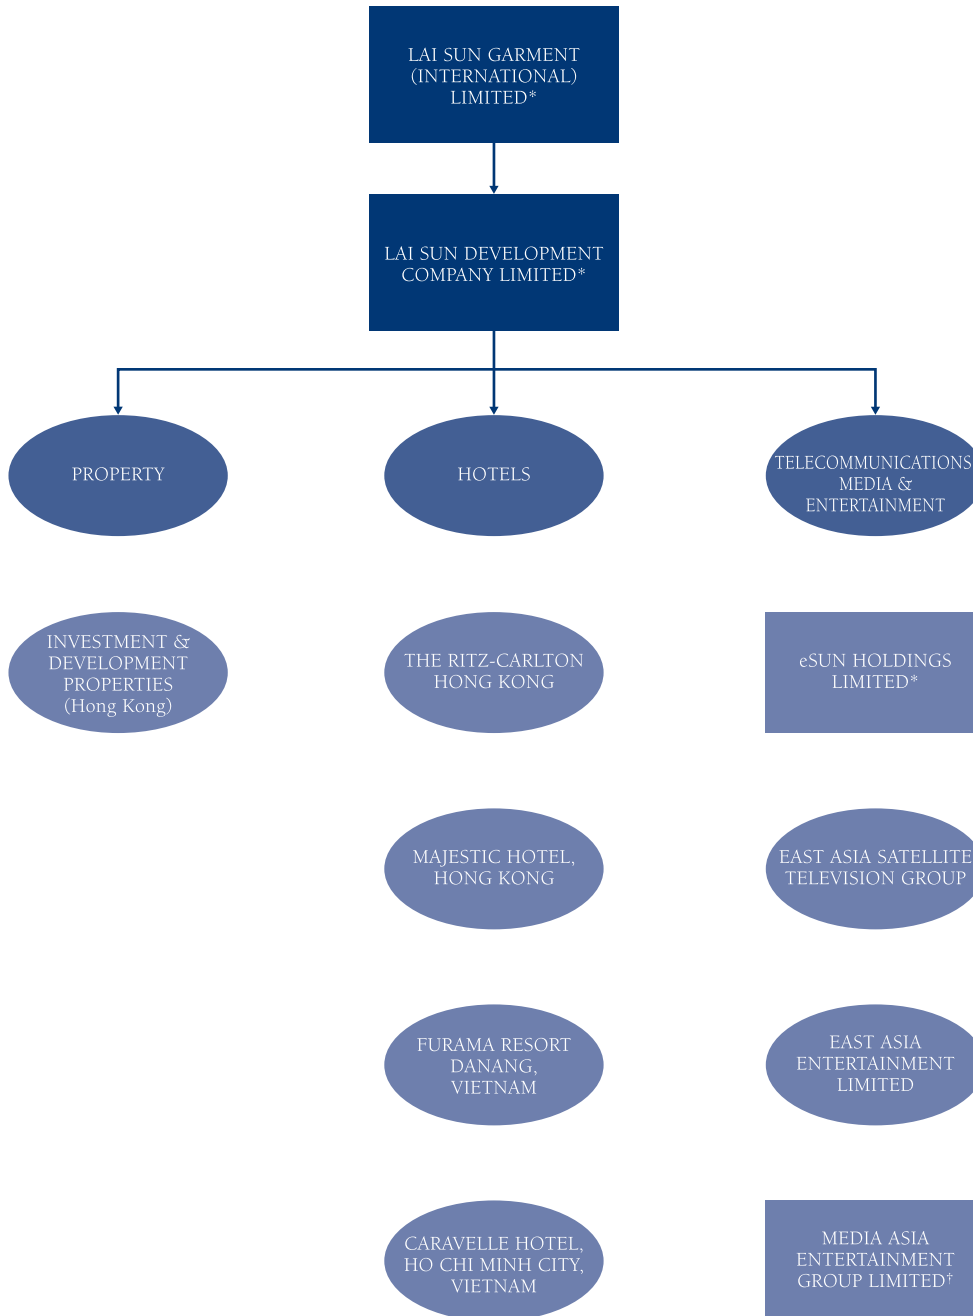 LAI SUN GARMENT
(INTERNATIONAL)
LIMITED*
LAI SUN DEVELOPMENT
COMPANY LIMITED*
PROPERTY
HOTELS
TELECOMMUNICATIONS
MEDIA &
ENTERTAINMENT
INVESTMENT &
DEVELOPMENT
PROPERTIES
(Hong Kong)
THE RITZ-CARLTON
HONG KONG
eSUN HOLDINGS
LIMITED*
MAJESTIC HOTEL,
HONG KONG
EAST ASIA SATELLITE
TELEVISION GROUP
FURAMA RESORT
DANANG,
VIETNAM
EAST ASIA
ENTERTAINMENT
LIMITED
CARAVELLE HOTEL,
HO CHI MINH CITY,
VIETNAM
MEDIA ASIA
ENTERTAINMENT
GROUP LIMITED†